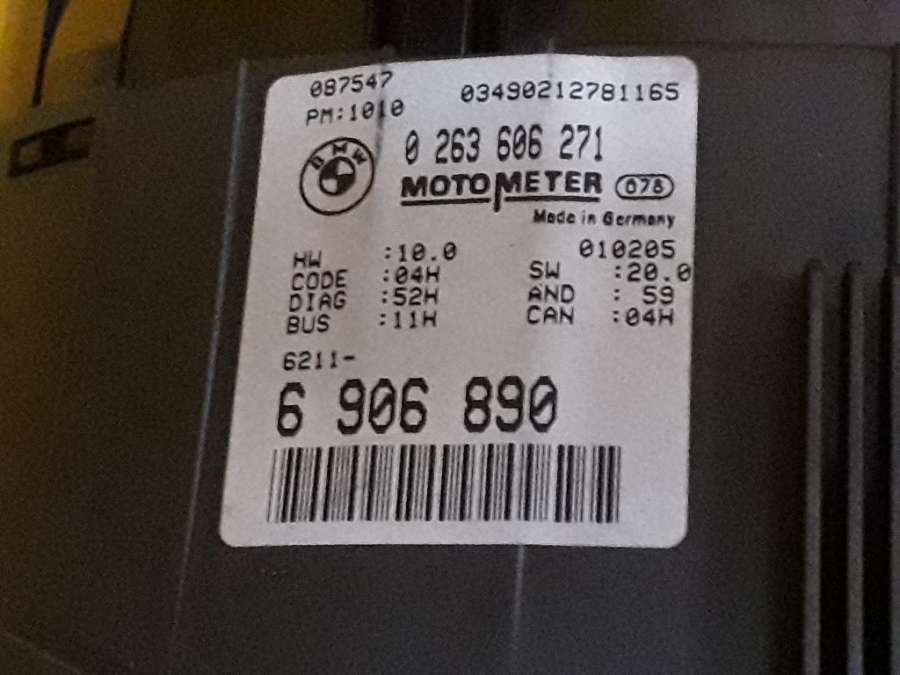 087547
03490212781165
PM:1010
BMW
0 263 606 271
MOTOMETER 078
Made in Germany
010205
HW :10.0
CODE :04H
SW :20.0
DIAG :52H
AND : 59
BUS :11H
CAN :04H
6211-
6 906 890